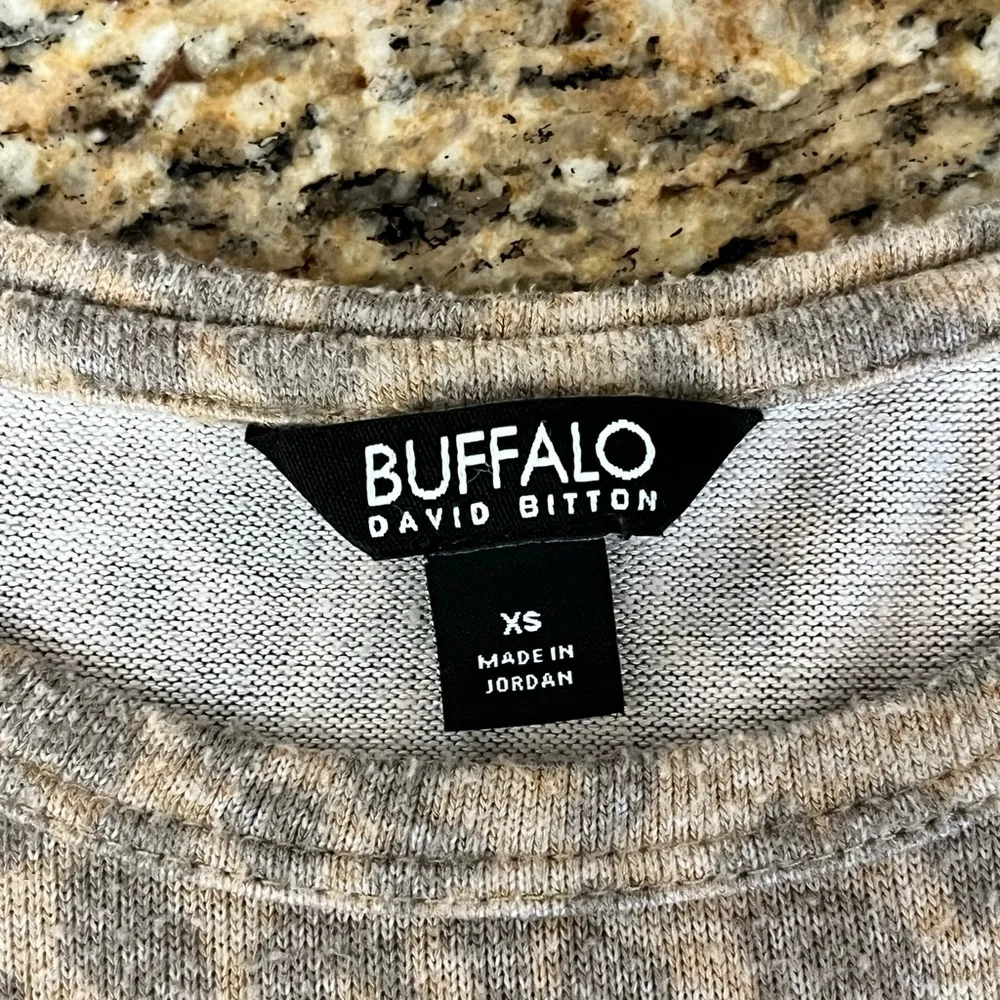 BUFFALO
DAVID BITTON
XS
MADE IN
JORDAN